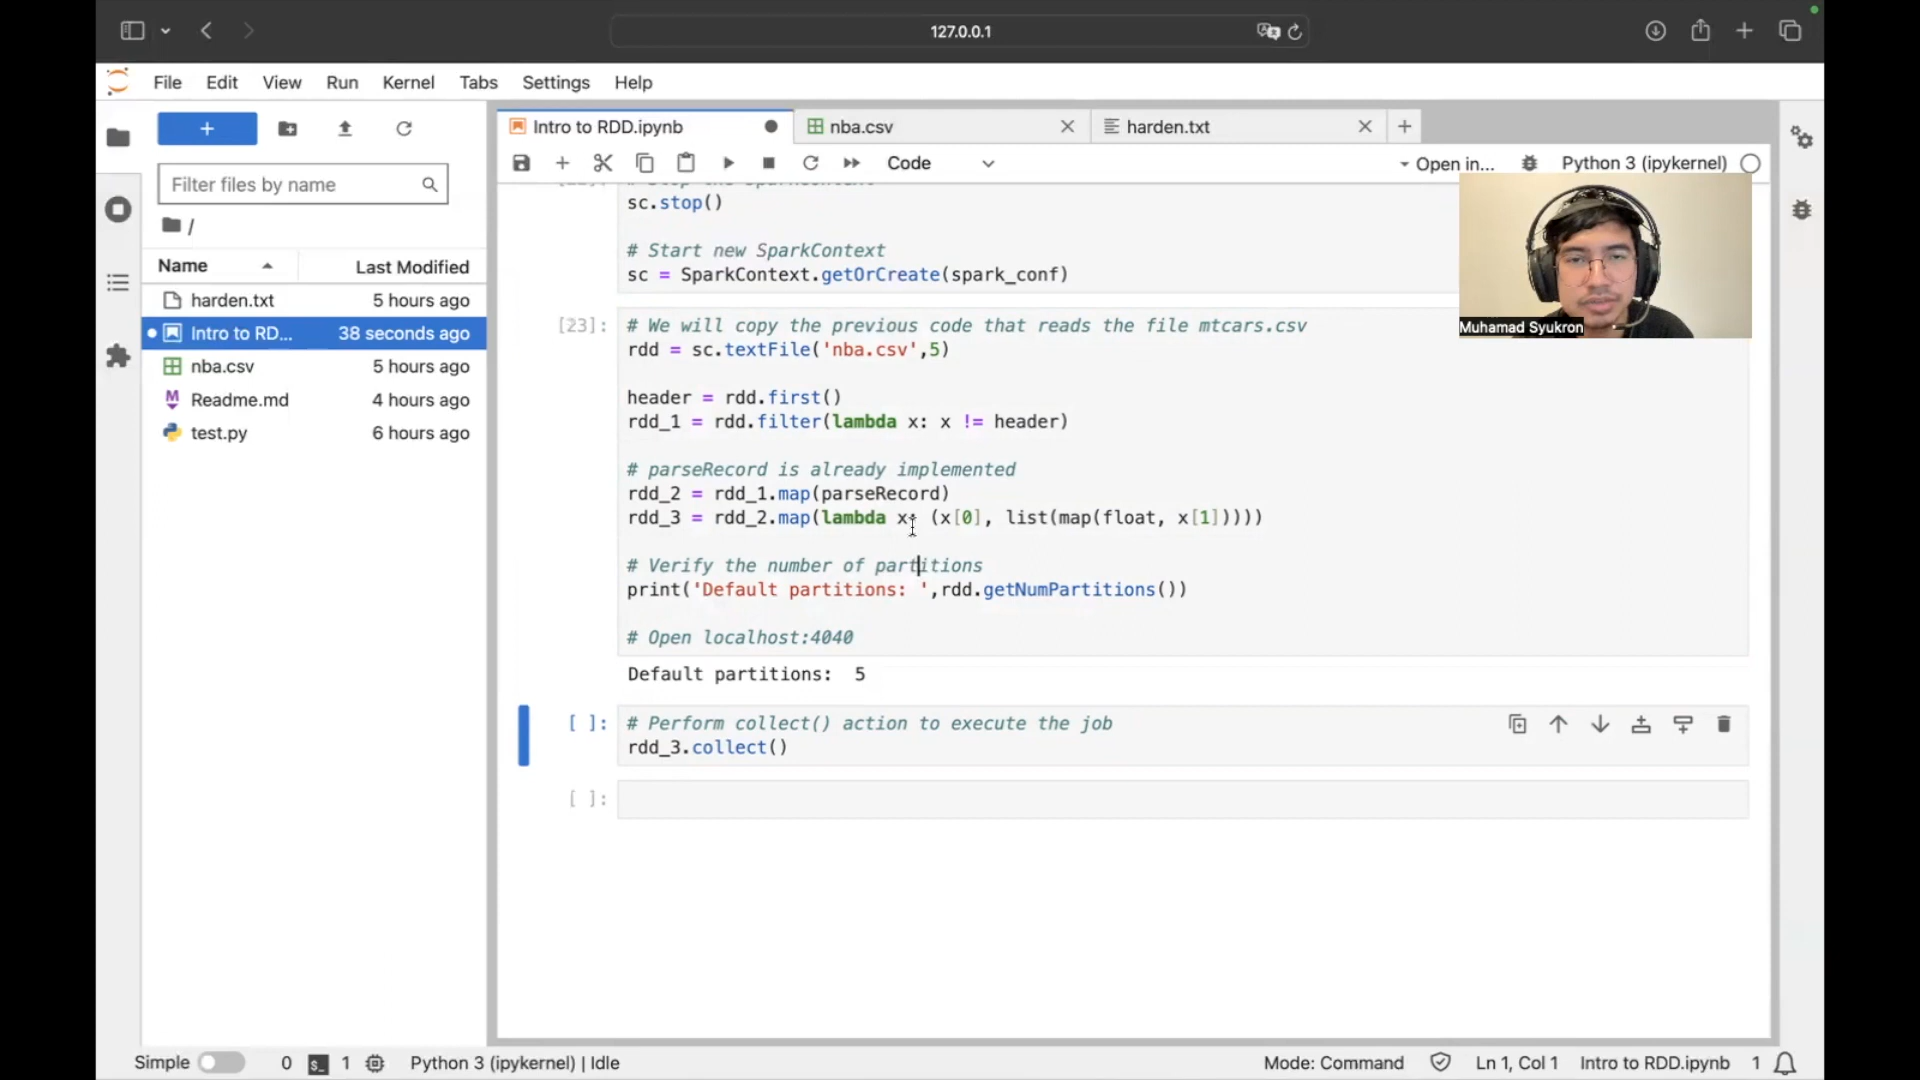 127.0.0.1
File Edit View Run Kernel Tabs Settings Help
Intro to RDD.ipynb nba.csv harden.txt
Code Open in... Python 3 (ipykernel)
Filter files by name
/
Name Last Modified
harden.txt 5 hours ago
Intro to RD... 38 seconds ago
nba.csv 5 hours ago
Readme.md 4 hours ago
test.py 6 hours ago
sc.stop()
# Start new SparkContext
sc = SparkContext.getOrCreate(spark_conf)
Muhamad Syukron
[23]: # We will copy the previous code that reads the file mtcars.csv
rdd = sc.textFile('nba.csv',5)
header = rdd.first()
rdd_1 = rdd.filter(lambda x: x != header)
# parseRecord is already implemented
rdd_2 = rdd_1.map(parseRecord)
rdd_3 = rdd_2.map(lambda x: (x[0], list(map(float, x[1]))))
# Verify the number of partitions
print('Default partitions: ',rdd.getNumPartitions())
# Open localhost:4040
Default partitions: 5
[ ]: # Perform collect() action to execute the job
rdd_3.collect()
[ ]:
Simple 0 1 Python 3 (ipykernel) | Idle Mode: Command Ln 1, Col 1 Intro to RDD.ipynb 1